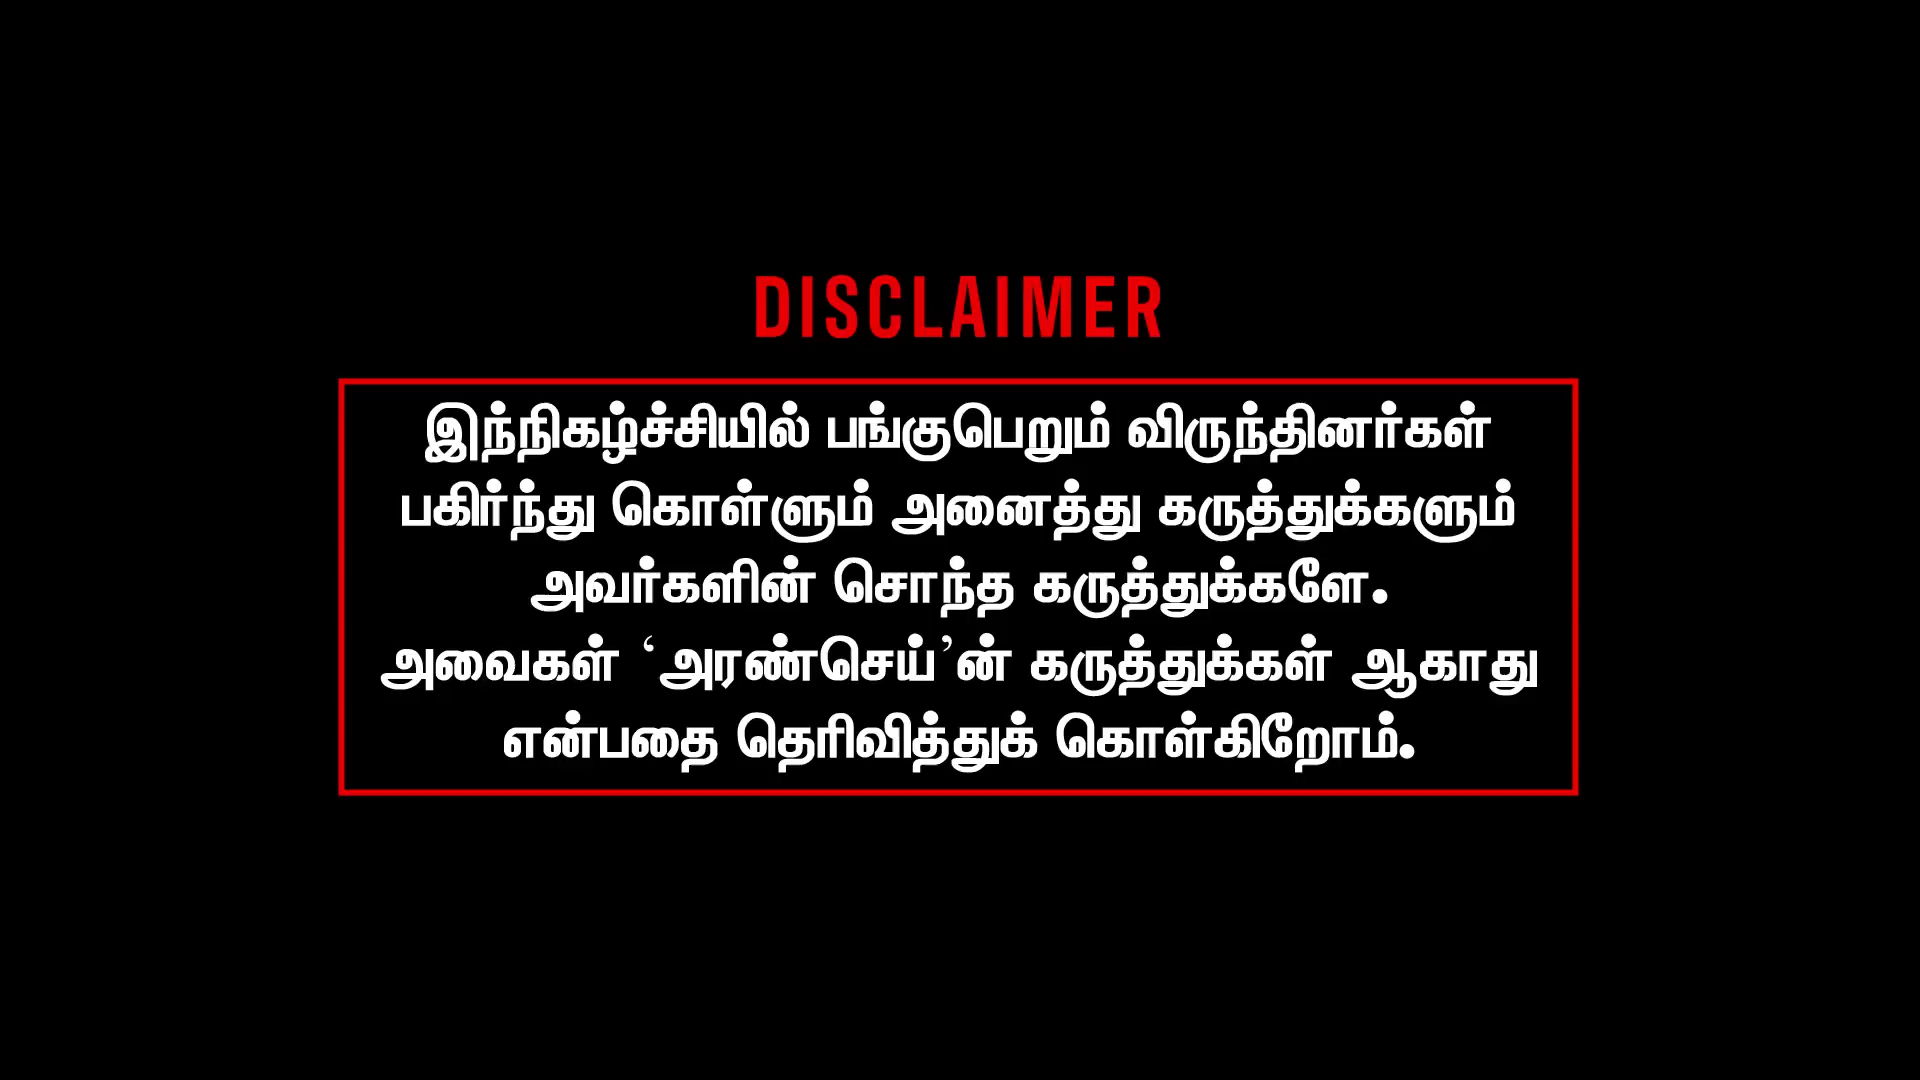 DISCLAIMER
இந்நிகழ்ச்சியில் பங்குபெறும் விருந்தினர்கள்
பகிர்ந்து கொள்ளும் அனைத்து கருத்துக்களும்
அவர்களின் சொந்த கருத்துக்களே.
அவைகள் ‘அரண்செய்’ன் கருத்துக்கள் ஆகாது
என்பதை தெரிவித்துக் கொள்கிறோம்.